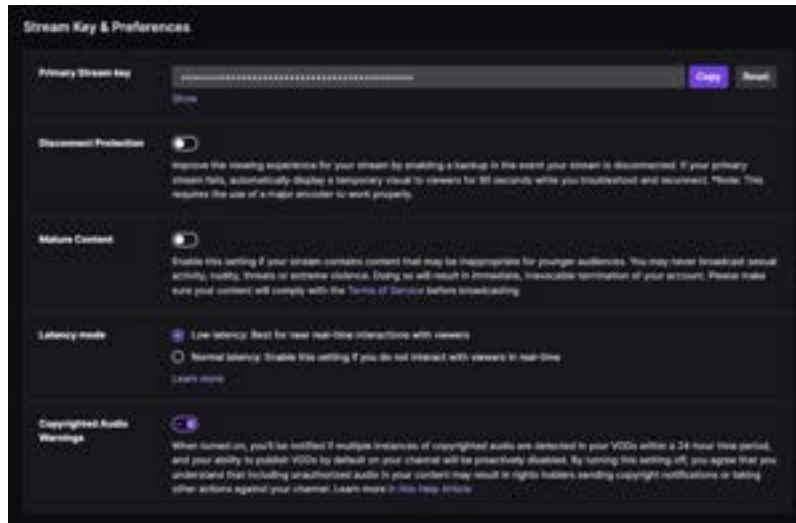 Stream Key & Preferences
Primary Stream key
Copy
Reset
Show
Disconnect Protection
Improve the viewing experience for your stream by enabling a backup in the event your stream is disconnected. If your primary
stream fails, automatically display a temporary visual to viewers for 90 seconds while you troubleshoot and reconnect. *Note: This
requires the use of a major encoder to work properly.
Mature Content
Enable this setting if your stream contains content that may be inappropriate for younger audiences. You may never broadcast sexual
activity, nudity, threats or extreme violence. Doing so will result in immediate, irrevocable termination of your account. Please make
sure your content will comply with the Terms of Service before broadcasting.
Latency mode
Low latency: Best for near real-time interactions with viewers
Normal latency: Enable this setting if you do not interact with viewers in real-time
Learn more
Copyrighted Audio
Warnings
When turned on, you'll be notified if multiple instances of copyrighted audio are detected in your VODs within a 24 hour time period,
and your ability to publish VODs by default on your channel will be proactively disabled. By turning this setting off, you agree that you
understand that including unauthorized audio in your content may result in rights holders sending copyright notifications or taking
other actions against your channel. Learn more in this Help Article